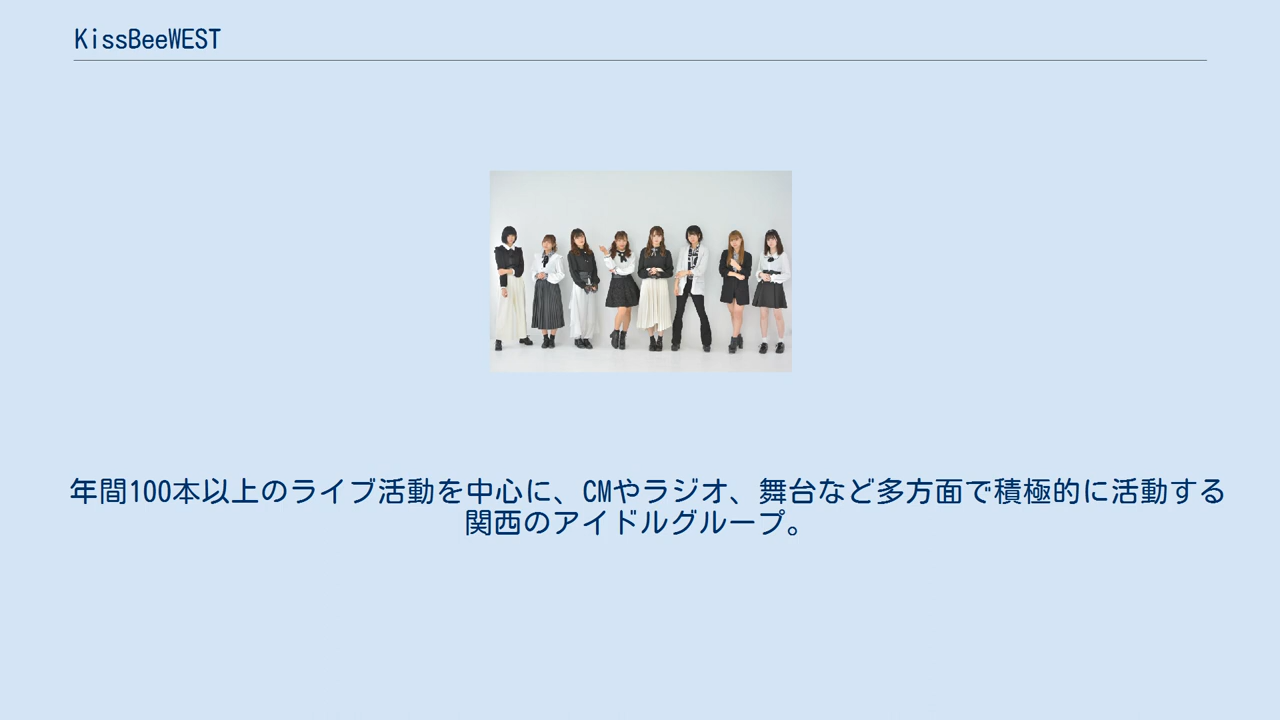 KissBeeWEST
年間100本以上のライブ活動を中心に、CMやラジオ、舞台など多方面で積極的に活動する
関西のアイドルグループ。